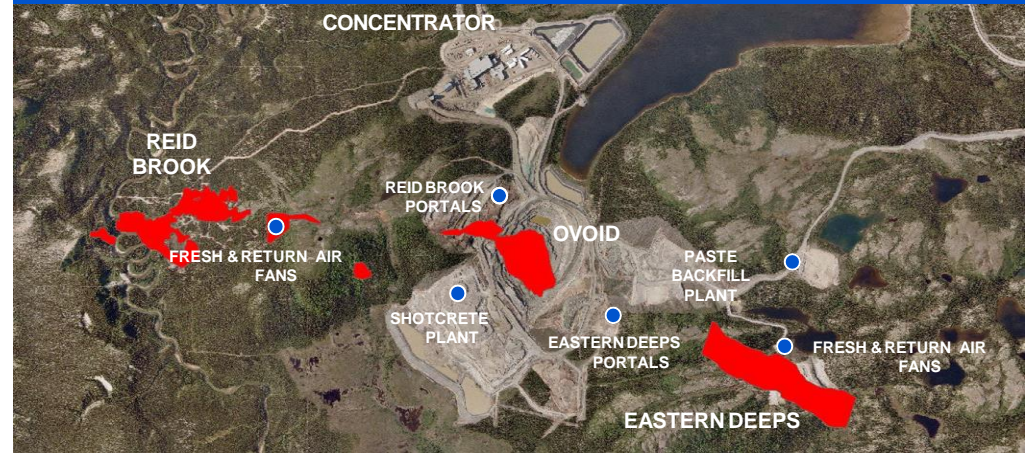 CONCENTRATOR
REID
BROOK
REID BROOK
PORTALS
OVOID
FRESH & RETURN AIR
FANS
PASTE
BACKFILL
PLANT
SHOTCRETE
PLANT
EASTERN DEEPS
PORTALS
FRESH & RETURN AIR
FANS
EASTERN DEEPS